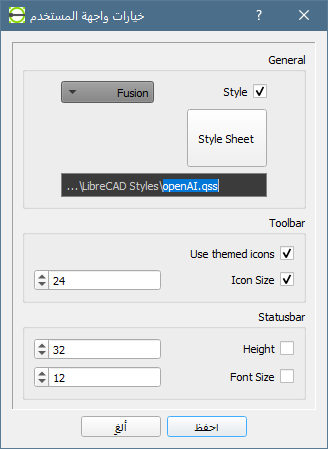 خيارات واجهة المستخدم
General
Style
Fusion
Style Sheet
...\LibreCAD Styles\openAI.qss
Toolbar
Use themed icons
Icon Size
24
Statusbar
Height
32
Font Size
12
احفظ
ألغِ